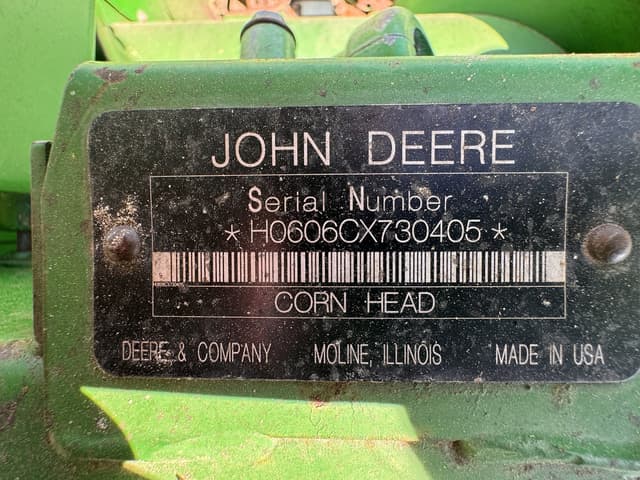 JOHN DEERE
Serial Number
*H0606CX730405*
CORN HEAD
DEERE & COMPANY MOLINE, ILLINOIS MADE IN USA